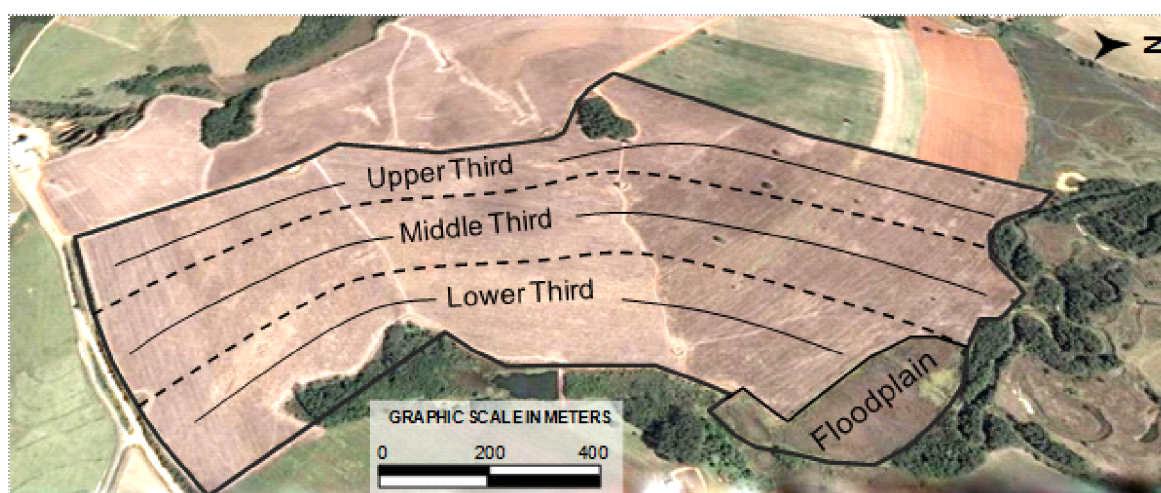 N
Upper Third
Middle Third
Lower Third
Floodplain
GRAPHIC SCALE IN METERS
0 200 400